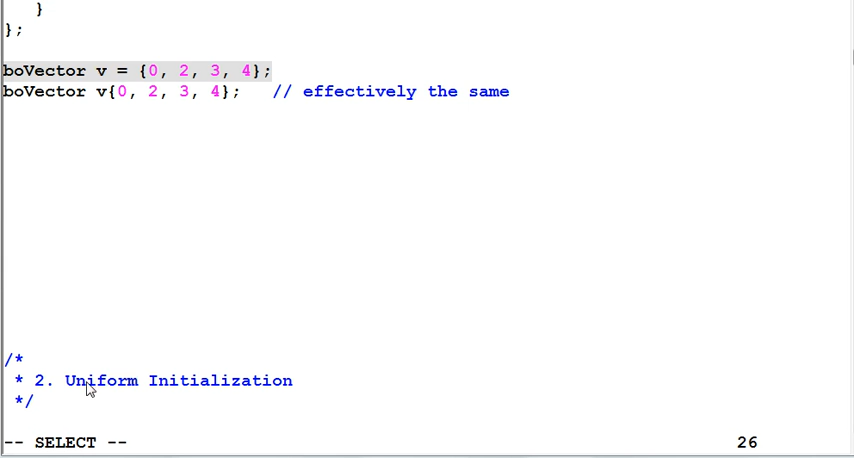 }
};
boVector v = {0, 2, 3, 4};
boVector v{0, 2, 3, 4};   // effectively the same
/*
* 2. Uniform Initialization
*/
-- SELECT -- 26